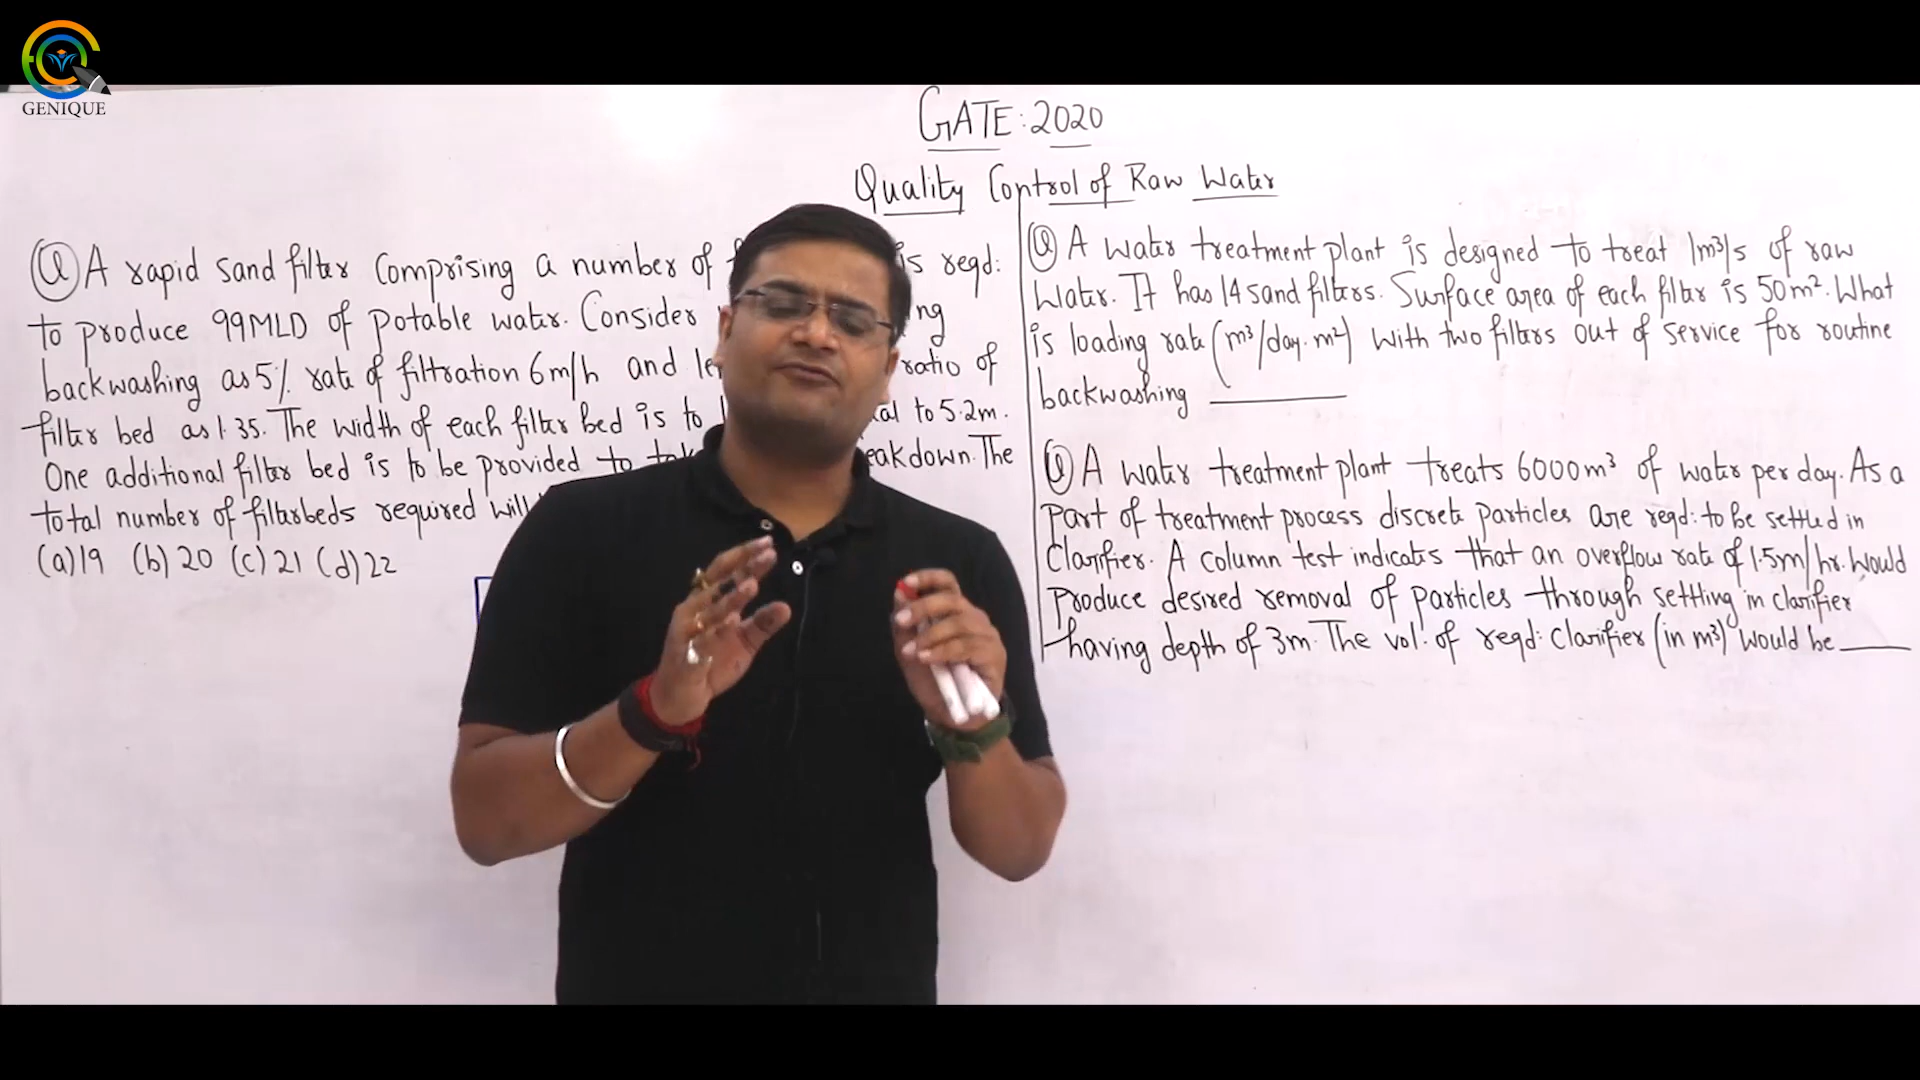 GENIQUE
GATE: 2020
Quality Control of Raw Water
Q A rapid sand filter comprising a number of is reqd:
to produce 99MLD of potable water. Consider ng
backwashing as 5% rate of filtration 6m/h and ratio of
filter bed as 1.35. The width of each filter bed is to to 5.2m.
One additional filter bed is to be provided to The
total number of filterbeds required will
(a) 19 (b) 20 (c) 21 (d) 22
Q A water treatment plant is designed to treat 1m³/s of raw
water. It has 14 sand filters. Surface area of each filter is 50m². What
is loading rate (m³/day.m²) with two filters out of service for routine
backwashing
Q A water treatment plant treats 6000m³ of water per day. As a
part of treatment process discrete particles are reqd: to be settled in
clarifier. A column test indicates that an overflow rate of 1.5m/hr. would
produce desired removal of particles through settling in clarifier
having depth of 3m. The vol. of reqd: clarifier (in m³) would be